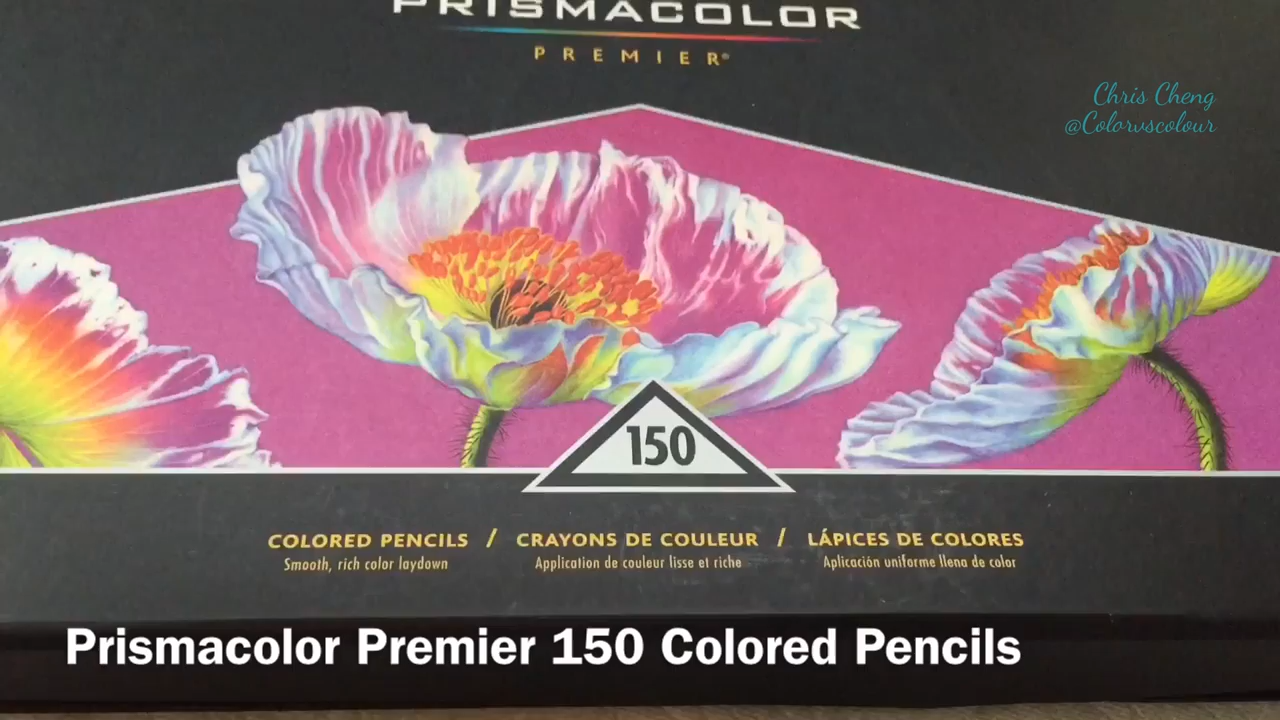 PRISMACOLOR
PREMIER®
Chris Cheng
@Colorvscolour
150
COLORED PENCILS / CRAYONS DE COULEUR / LÁPICES DE COLORES
Smooth, rich color laydown Application de couleur lisse et riche Aplicación uniforme llena de color
Prismacolor Premier 150 Colored Pencils